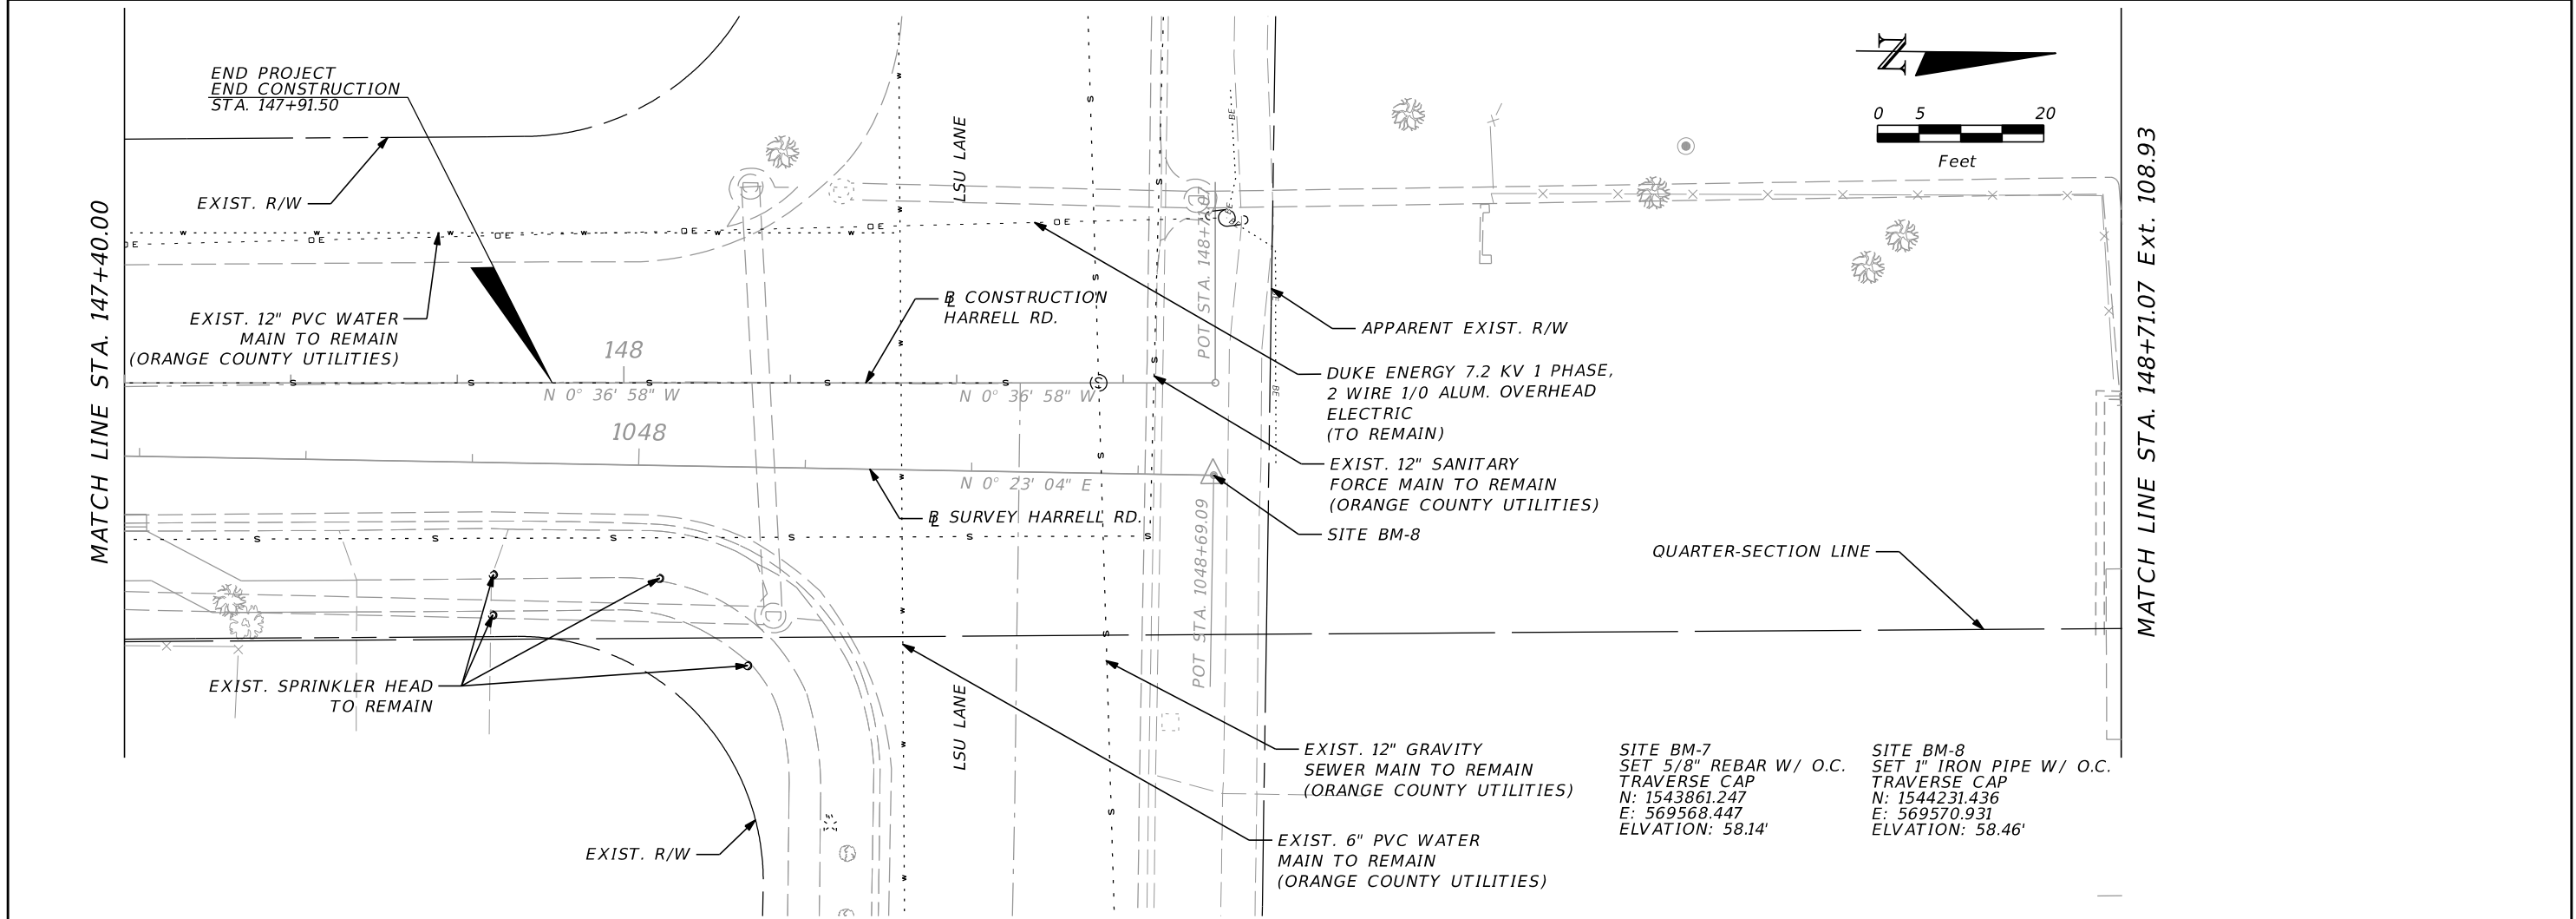 END PROJECT
END CONSTRUCTION
STA. 147+91.50
EXIST. R/W
MATCH LINE STA. 147+40.00
EXIST. 12" PVC WATER
MAIN TO REMAIN
(ORANGE COUNTY UTILITIES)
148
N 0° 36' 58" W
N 0° 36' 58" W
1048
N 0° 23' 04" E
LSU LANE
BL CONSTRUCTION
HARRELL RD.
BL SURVEY HARRELL RD.
POT STA. 1048+69.09
POT STA. 148+
APPARENT EXIST. R/W
DUKE ENERGY 7.2 KV 1 PHASE,
2 WIRE 1/0 ALUM. OVERHEAD
ELECTRIC
(TO REMAIN)
EXIST. 12" SANITARY
FORCE MAIN TO REMAIN
(ORANGE COUNTY UTILITIES)
SITE BM-8
QUARTER-SECTION LINE
N
0 5 20
Feet
MATCH LINE STA. 148+71.07 Ext. 108.93
EXIST. SPRINKLER HEAD
TO REMAIN
EXIST. R/W
LSU LANE
EXIST. 12" GRAVITY
SEWER MAIN TO REMAIN
(ORANGE COUNTY UTILITIES)
EXIST. 6" PVC WATER
MAIN TO REMAIN
(ORANGE COUNTY UTILITIES)
SITE BM-7
SET 5/8" REBAR W/ O.C.
TRAVERSE CAP
N: 1543861.247
E: 569568.447
ELVATION: 58.14'
SITE BM-8
SET 1" IRON PIPE W/ O.C.
TRAVERSE CAP
N: 1544231.436
E: 569570.931
ELVATION: 58.46'